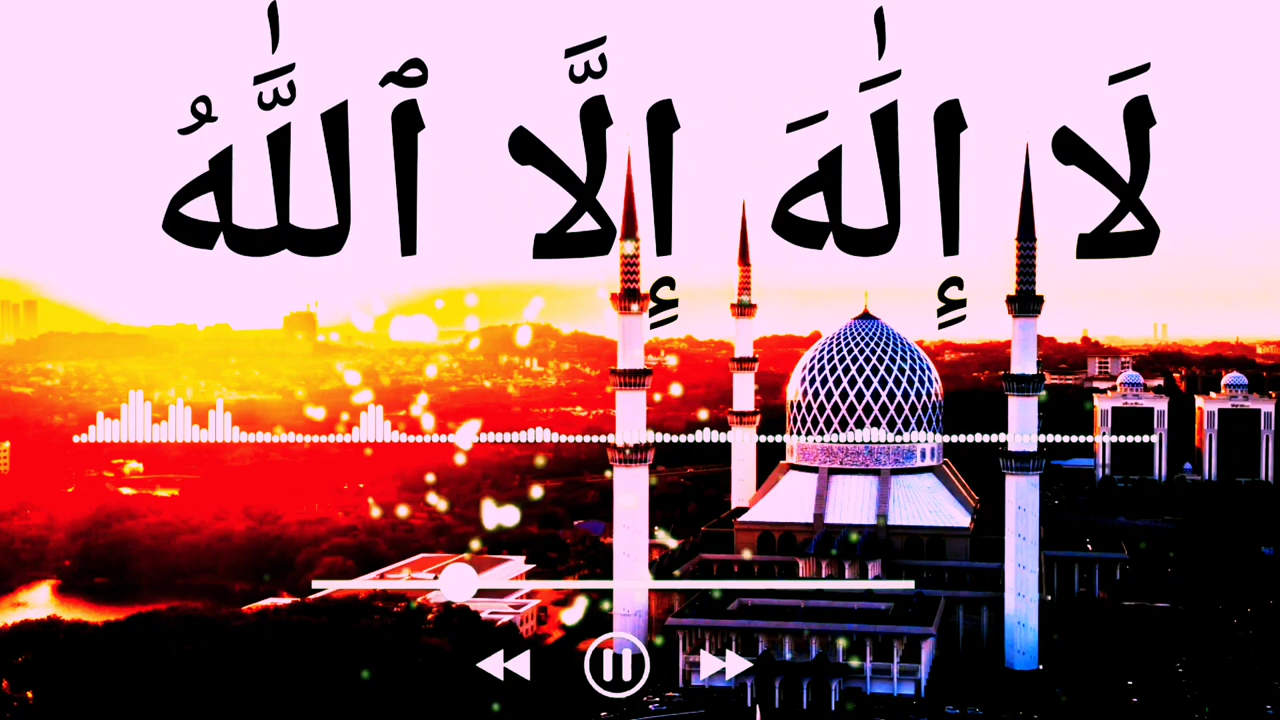 لَا إِلَٰهَ إِلَّا ٱللَّٰهُ